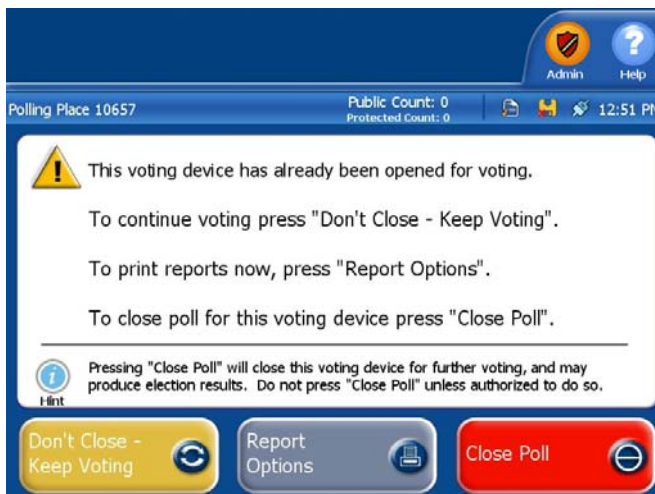 Admin
Help
Polling Place 10657
Public Count: 0
Protected Count: 0
12:51 PM
This voting device has already been opened for voting.
To continue voting press "Don't Close - Keep Voting".
To print reports now, press "Report Options".
To close poll for this voting device press "Close Poll".
Hint
Pressing "Close Poll" will close this voting device for further voting, and may
produce election results. Do not press "Close Poll" unless authorized to do so.
Don't Close -
Keep Voting
Report
Options
Close Poll